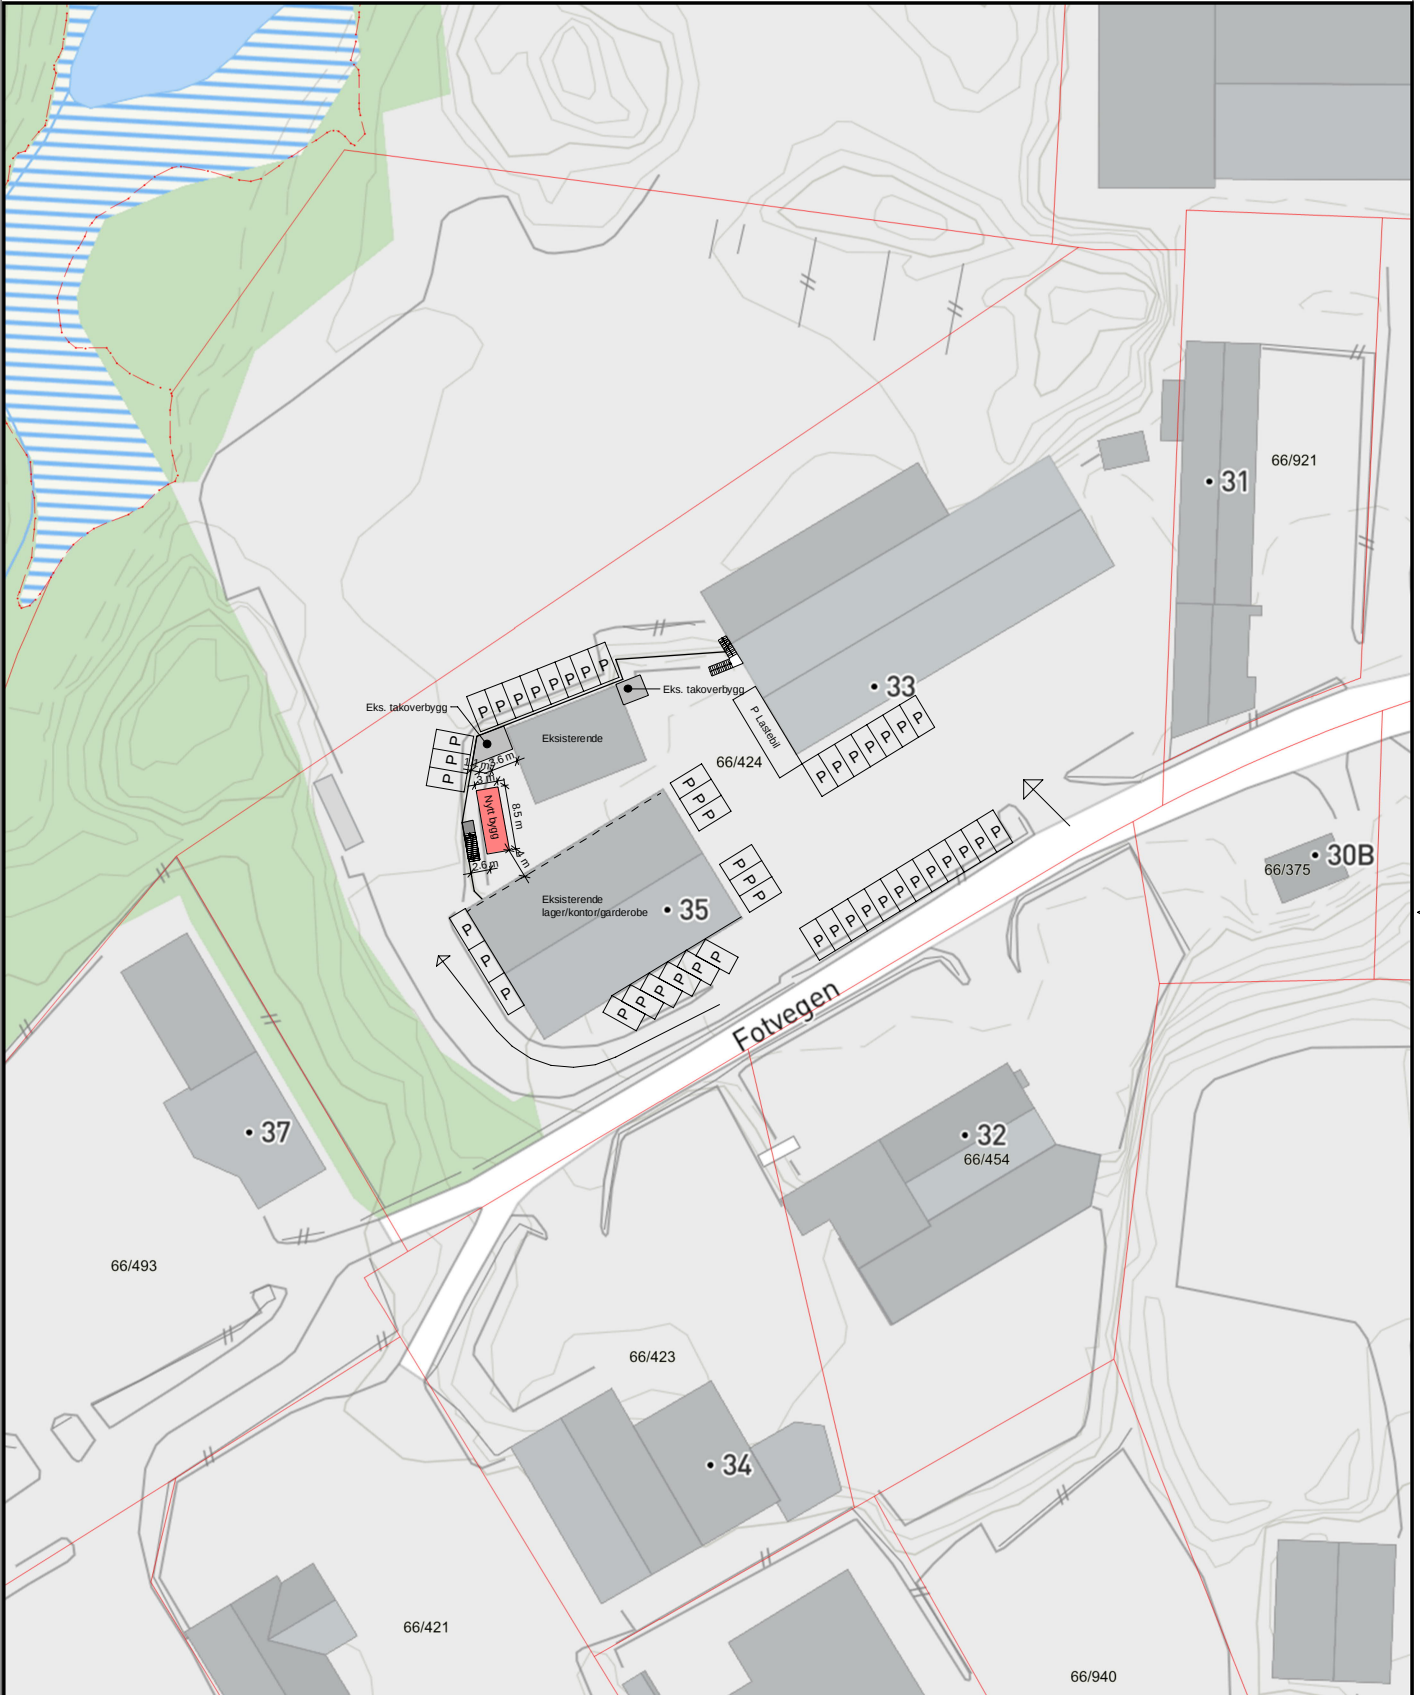 66/921
31
33
P P P P P P P P
Eks. takoverbygg
Eks. takoverbygg
P Lastebil
P P P P P P P
Eksisterende
P
P
P
66/424
3 m
Nytt bygg
8.5 m
2.6 m
P
P
P
P
P
P
P P P P P P P P P P P P
30B
66/375
Eksisterende
lager/kontor/garderobe
35
P
P
P
P P P P P P
Fotvegen
37
32
66/454
66/493
66/423
34
66/421
66/940